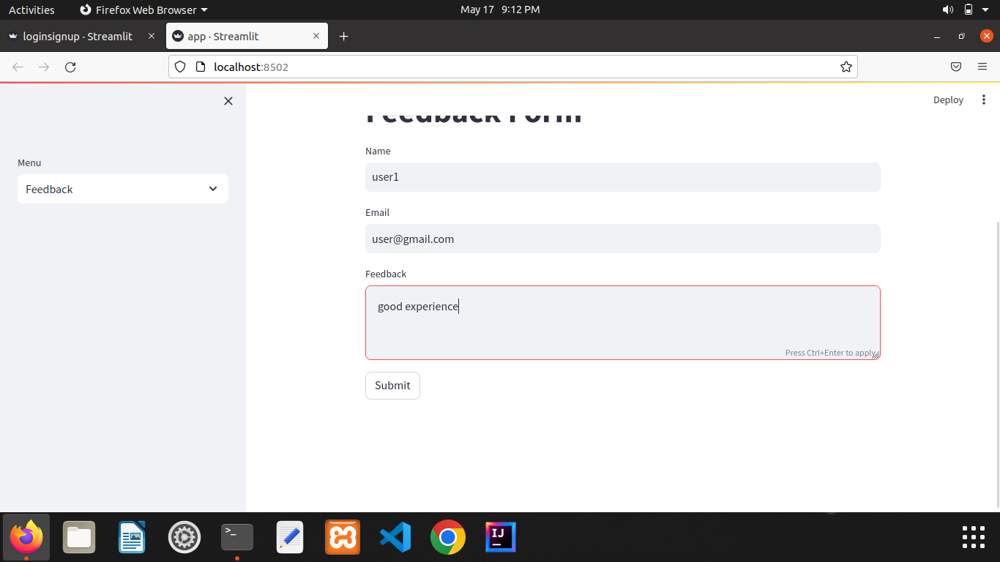 Activities
Firefox Web Browser
May 17 9:12 PM
loginsignup · Streamlit
app · Streamlit
localhost:8502
Deploy
Feedback Form
Menu
Feedback
Name
user1
Email
user@gmail.com
Feedback
good experience
Press Ctrl+Enter to apply
Submit
>_
IJ